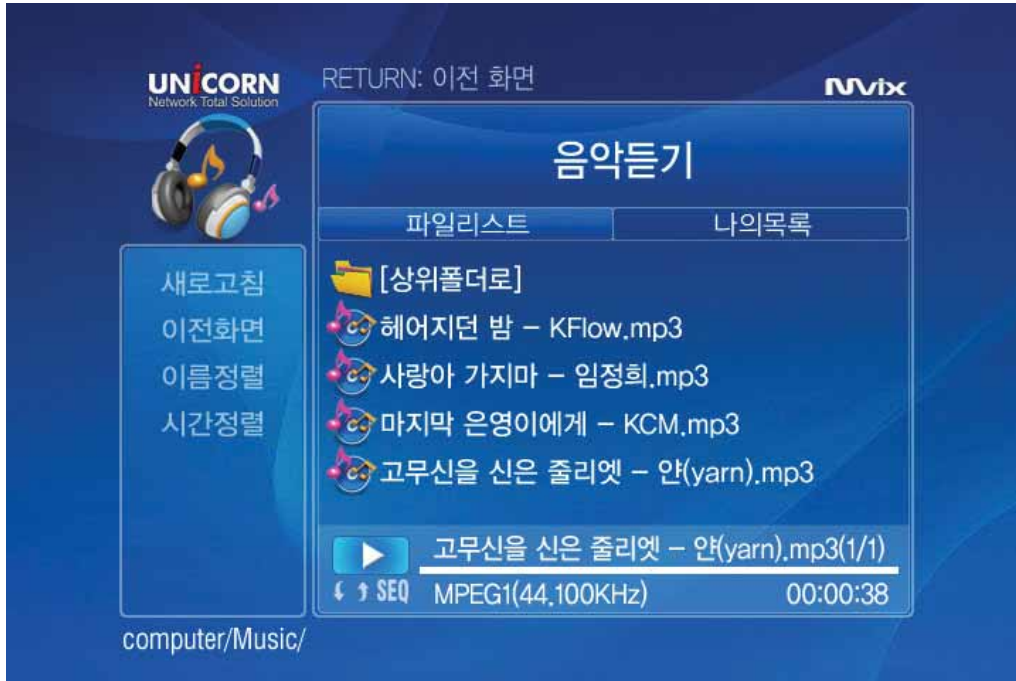 UNiCORN
Network Total Solution
RETURN: 이전 화면
Mvix
음악듣기
파일리스트
나의목록
새로고침
이전화면
이름정렬
시간정렬
[상위폴더로]
헤어지던 밤 – KFlow.mp3
사랑아 가지마 – 임정희.mp3
마지막 은영이에게 – KCM.mp3
고무신을 신은 줄리엣 – 얀(yarn).mp3
고무신을 신은 줄리엣 – 얀(yarn).mp3(1/1)
SEQ
MPEG1(44,100KHz)
00:00:38
computer/Music/